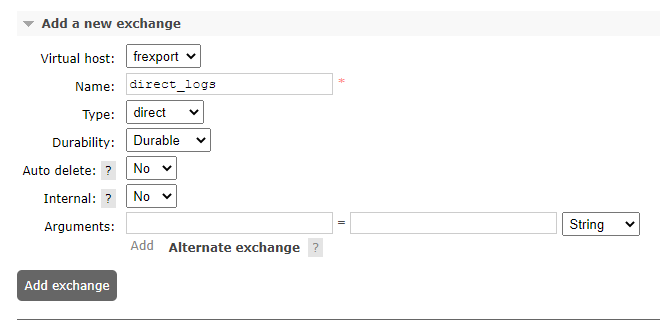 Add a new exchange
Virtual host: frexport
Name: direct_logs *
Type: direct
Durability: Durable
Auto delete: ? No
Internal: ? No
Arguments: = String
Add Alternate exchange ?
Add exchange